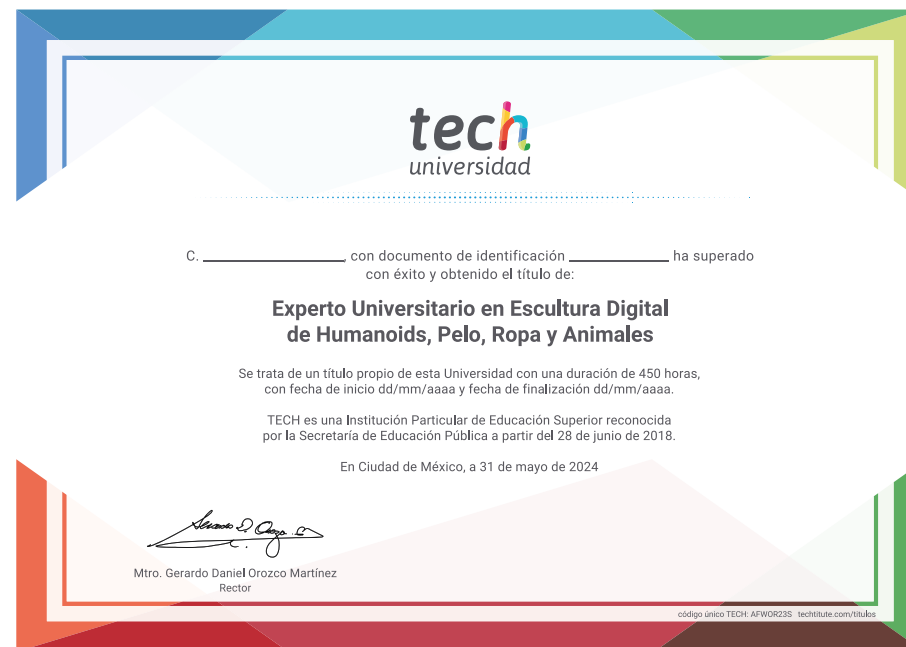 tech
universidad
C. ____________, con documento de identificación ____________ ha superado
con éxito y obtenido el título de:
Experto Universitario en Escultura Digital
de Humanoids, Pelo, Ropa y Animales
Se trata de un título propio de esta Universidad con una duración de 450 horas,
con fecha de inicio dd/mm/aaaa y fecha de finalización dd/mm/aaaa.
TECH es una Institución Particular de Educación Superior reconocida
por la Secretaría de Educación Pública a partir del 28 de junio de 2018.
En Ciudad de México, a 31 de mayo de 2024
Mtro. Gerardo Daniel Orozco Martínez
Rector
código único TECH: AFWOR23S techtitute.com/titulos